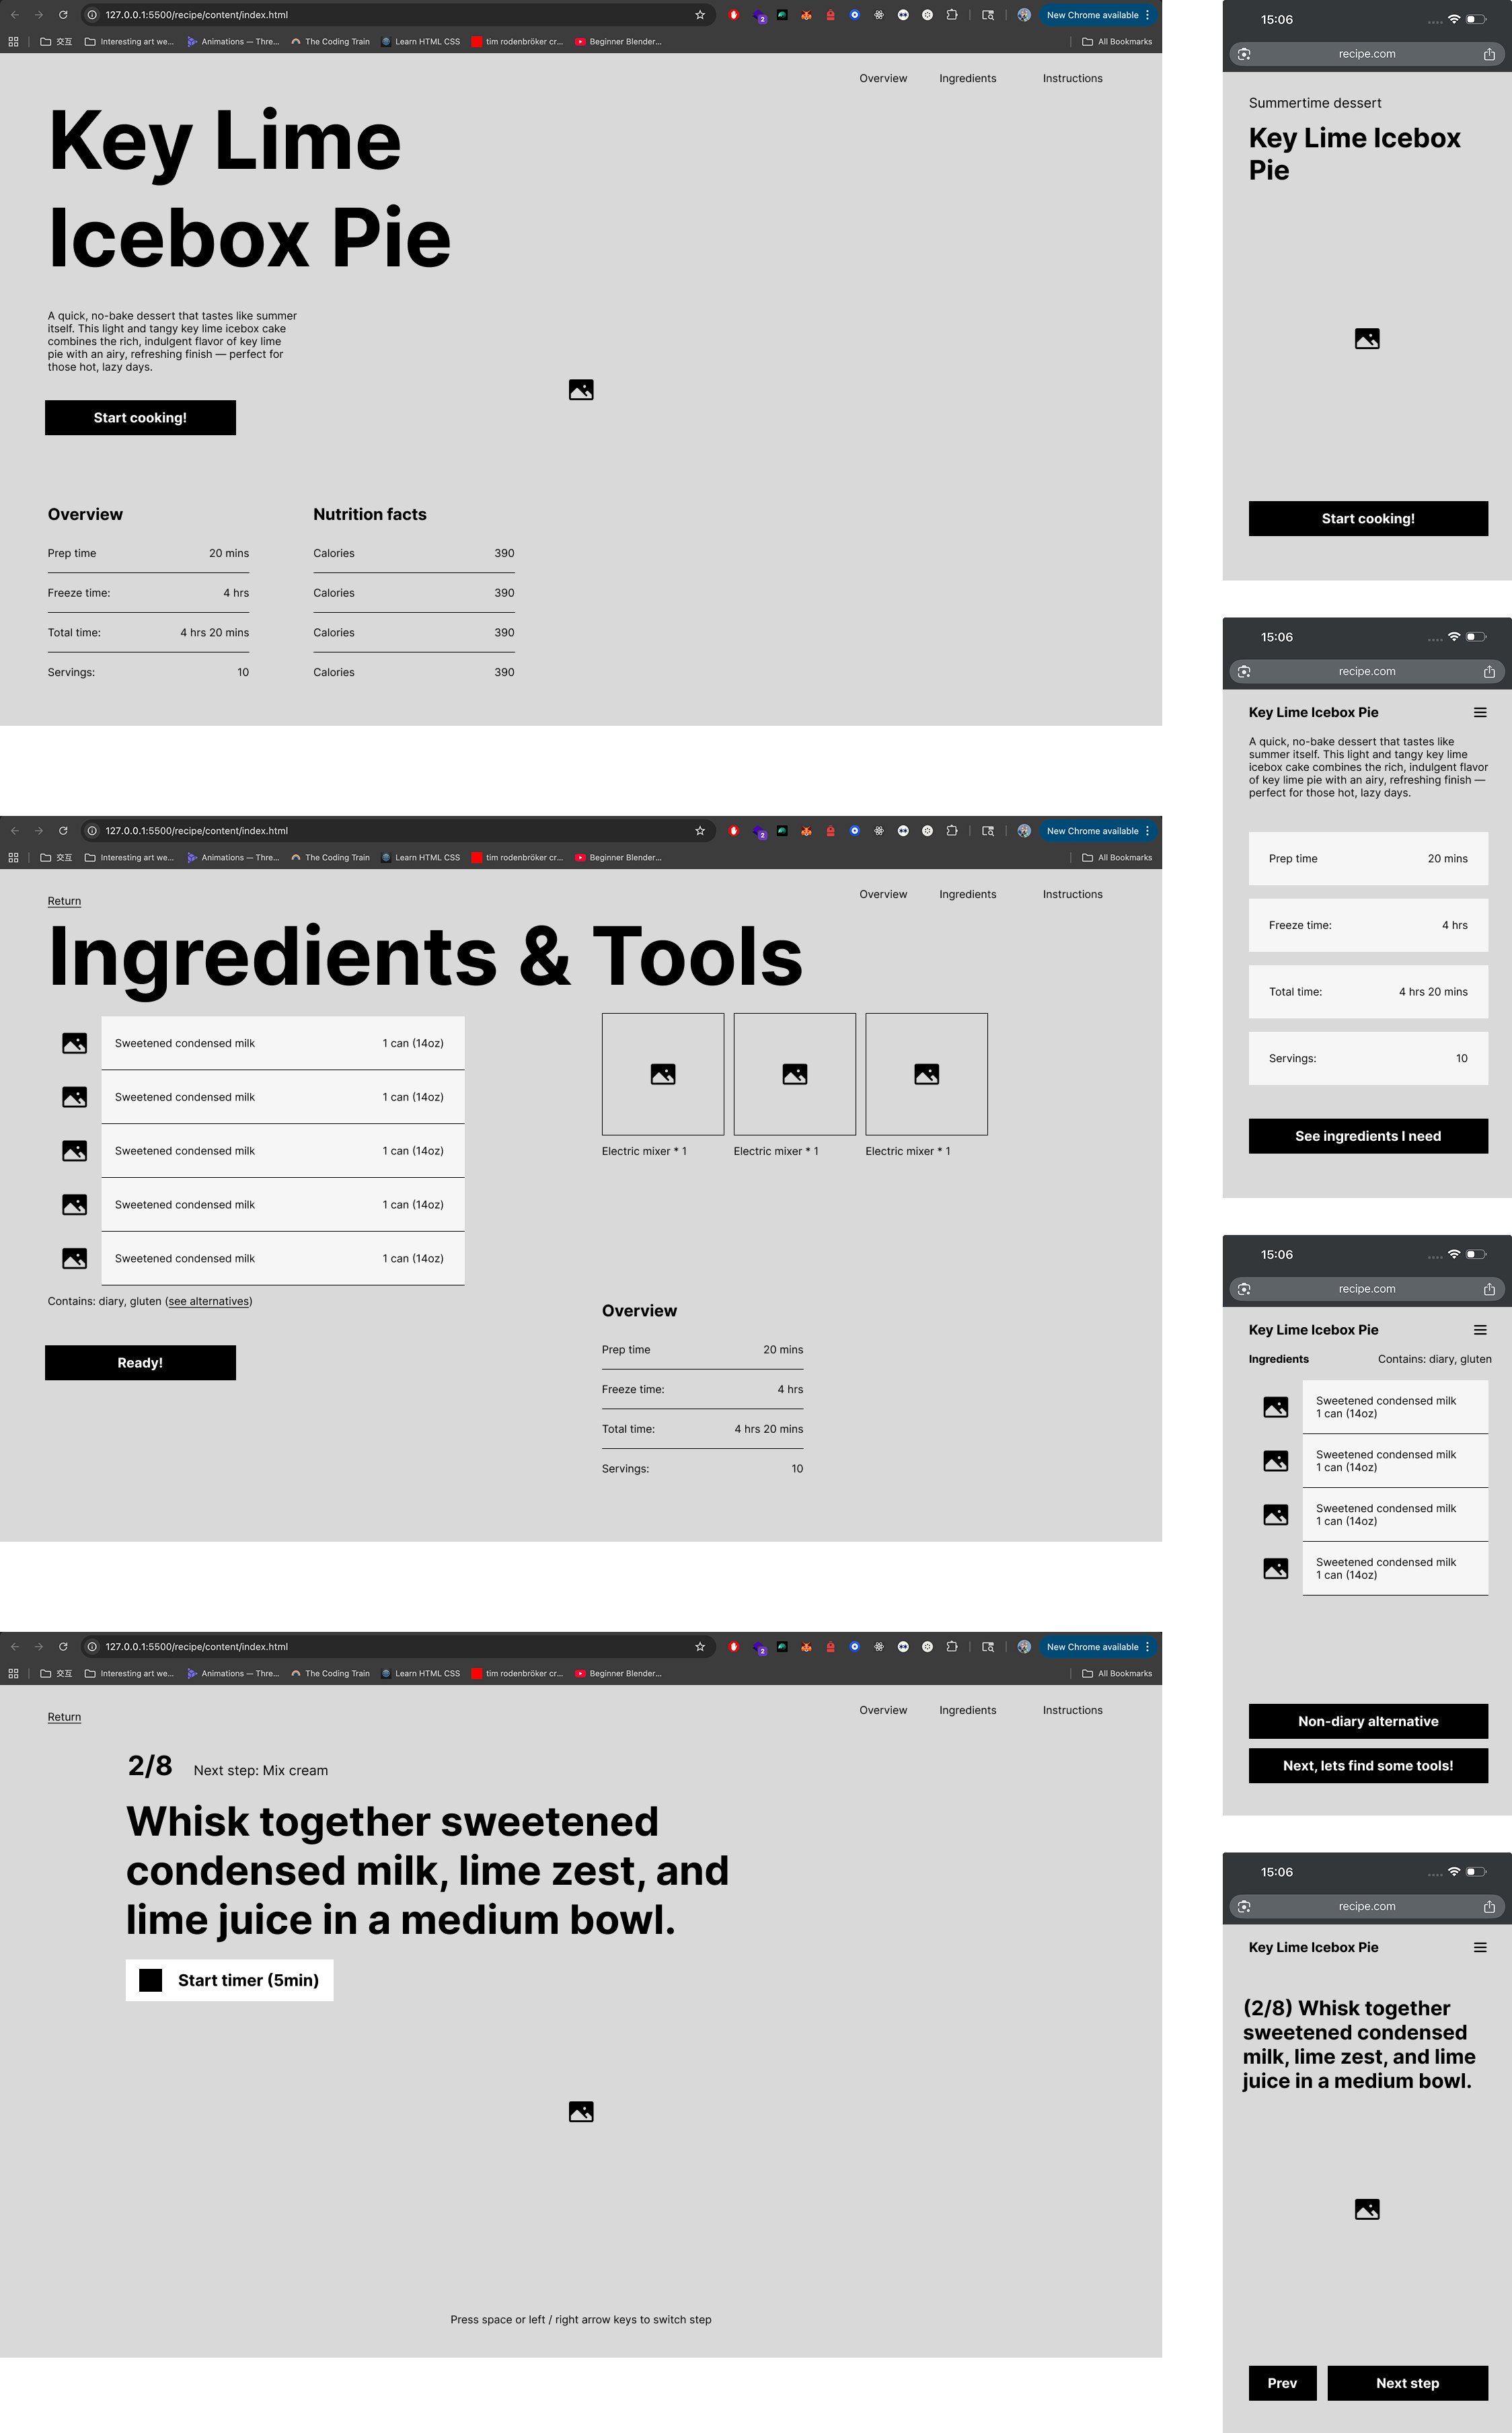 127.0.0.1:5500/recipe/content/index.html
2
New Chrome available
交互
Interesting art we...
Animations — Thre...
The Coding Train
Learn HTML CSS
tim rodenbröker cr...
Beginner Blender...
All Bookmarks
Overview
Ingredients
Instructions
Key Lime
Icebox Pie
A quick, no-bake dessert that tastes like summer
itself. This light and tangy key lime icebox cake
combines the rich, indulgent flavor of key lime
pie with an airy, refreshing finish — perfect for
those hot, lazy days.
Start cooking!
Overview
Prep time 20 mins
Freeze time: 4 hrs
Total time: 4 hrs 20 mins
Servings: 10
Nutrition facts
Calories 390
Calories 390
Calories 390
Calories 390
127.0.0.1:5500/recipe/content/index.html
2
New Chrome available
交互
Interesting art we...
Animations — Thre...
The Coding Train
Learn HTML CSS
tim rodenbröker cr...
Beginner Blender...
All Bookmarks
Return
Overview
Ingredients
Instructions
Ingredients & Tools
Sweetened condensed milk 1 can (14oz)
Sweetened condensed milk 1 can (14oz)
Sweetened condensed milk 1 can (14oz)
Sweetened condensed milk 1 can (14oz)
Sweetened condensed milk 1 can (14oz)
Contains: diary, gluten (see alternatives)
Ready!
Electric mixer * 1
Electric mixer * 1
Electric mixer * 1
Overview
Prep time 20 mins
Freeze time: 4 hrs
Total time: 4 hrs 20 mins
Servings: 10
127.0.0.1:5500/recipe/content/index.html
2
New Chrome available
交互
Interesting art we...
Animations — Thre...
The Coding Train
Learn HTML CSS
tim rodenbröker cr...
Beginner Blender...
All Bookmarks
Return
Overview
Ingredients
Instructions
2/8
Next step: Mix cream
Whisk together sweetened
condensed milk, lime zest, and
lime juice in a medium bowl.
Start timer (5min)
Press space or left / right arrow keys to switch step
15:06
recipe.com
Summertime dessert
Key Lime Icebox
Pie
Start cooking!
15:06
recipe.com
Key Lime Icebox Pie
A quick, no-bake dessert that tastes like
summer itself. This light and tangy key lime
icebox cake combines the rich, indulgent flavor
of key lime pie with an airy, refreshing finish —
perfect for those hot, lazy days.
Prep time 20 mins
Freeze time: 4 hrs
Total time: 4 hrs 20 mins
Servings: 10
See ingredients I need
15:06
recipe.com
Key Lime Icebox Pie
Ingredients
Contains: diary, gluten
Sweetened condensed milk
1 can (14oz)
Sweetened condensed milk
1 can (14oz)
Sweetened condensed milk
1 can (14oz)
Sweetened condensed milk
1 can (14oz)
Non-diary alternative
Next, lets find some tools!
15:06
recipe.com
Key Lime Icebox Pie
(2/8) Whisk together
sweetened condensed
milk, lime zest, and lime
juice in a medium bowl.
Prev
Next step